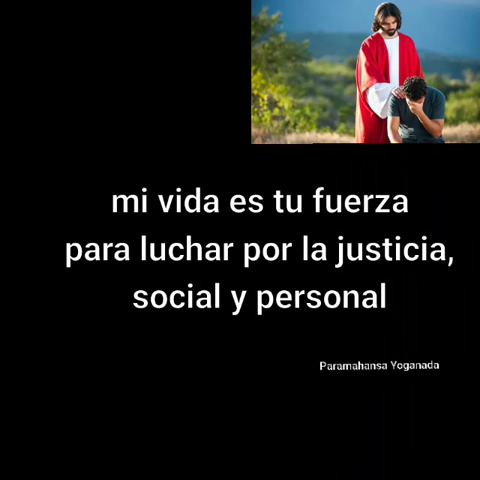 mi vida es tu fuerza
para luchar por la justicia,
social y personal
Paramahansa Yoganada